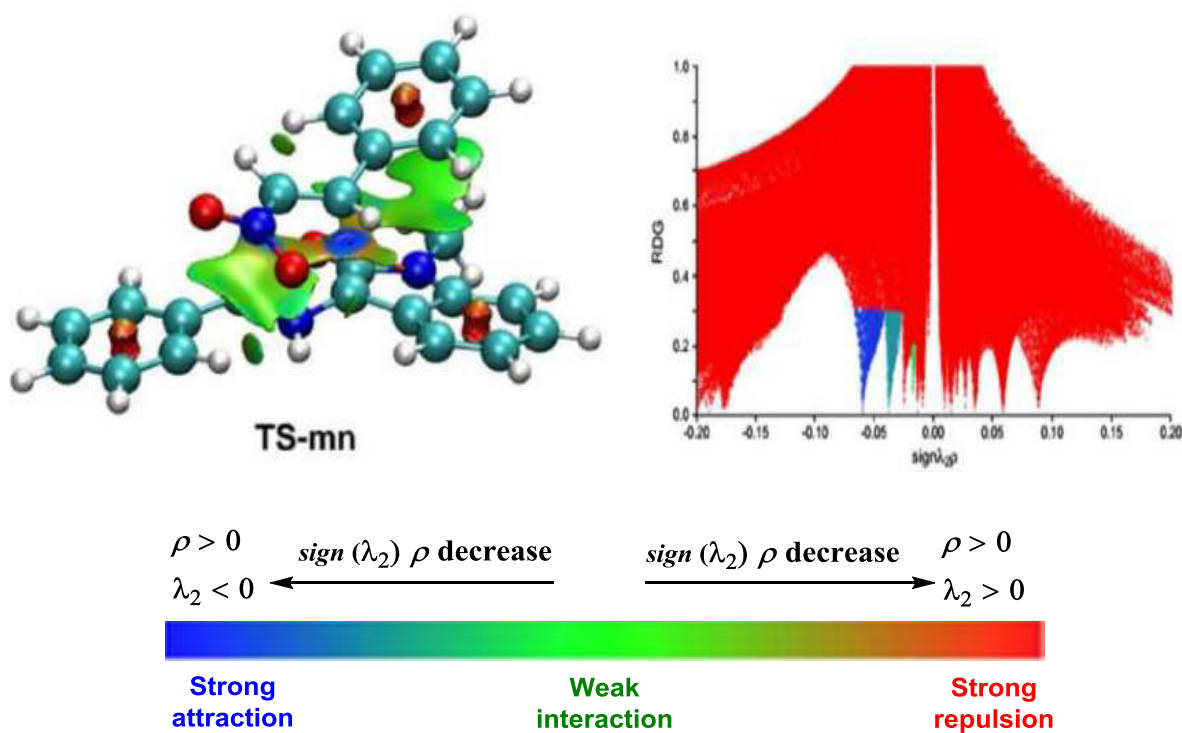 TS-mn
1.0
0.8
0.6
0.4
0.2
0.0
RDG
-0.20 -0.15 -0.10 -0.05 0.00 0.05 0.10 0.15 0.20
signλ₂ρ
ρ > 0
λ₂ < 0
sign (λ₂) ρ decrease
sign (λ₂) ρ decrease
ρ > 0
λ₂ > 0
Strong
attraction
Weak
interaction
Strong
repulsion